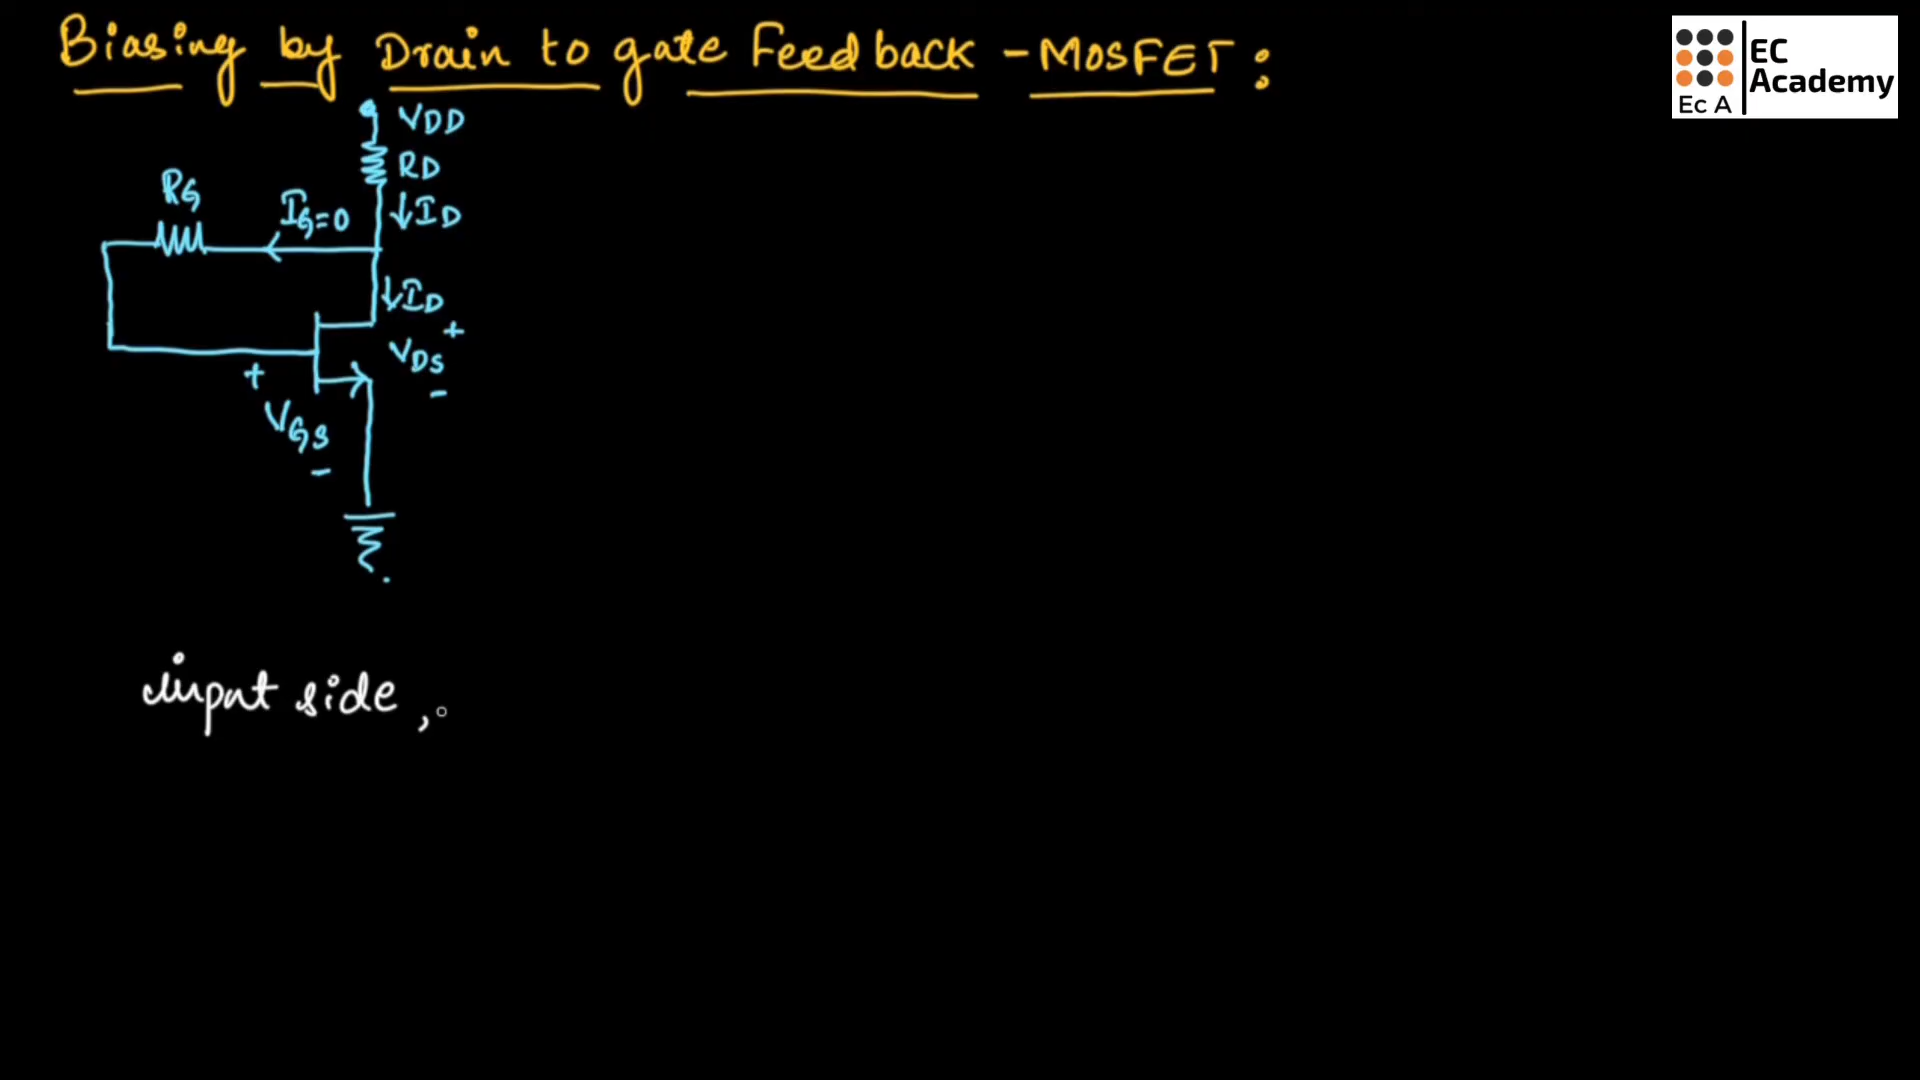 Biasing by Drain to gate Feedback - MOSFET :
EC
Academy
Ec A
VDD
RD
RG
IG=0
↓ID
↓ID
+
VDS
-
+
VGS
-
input side ,